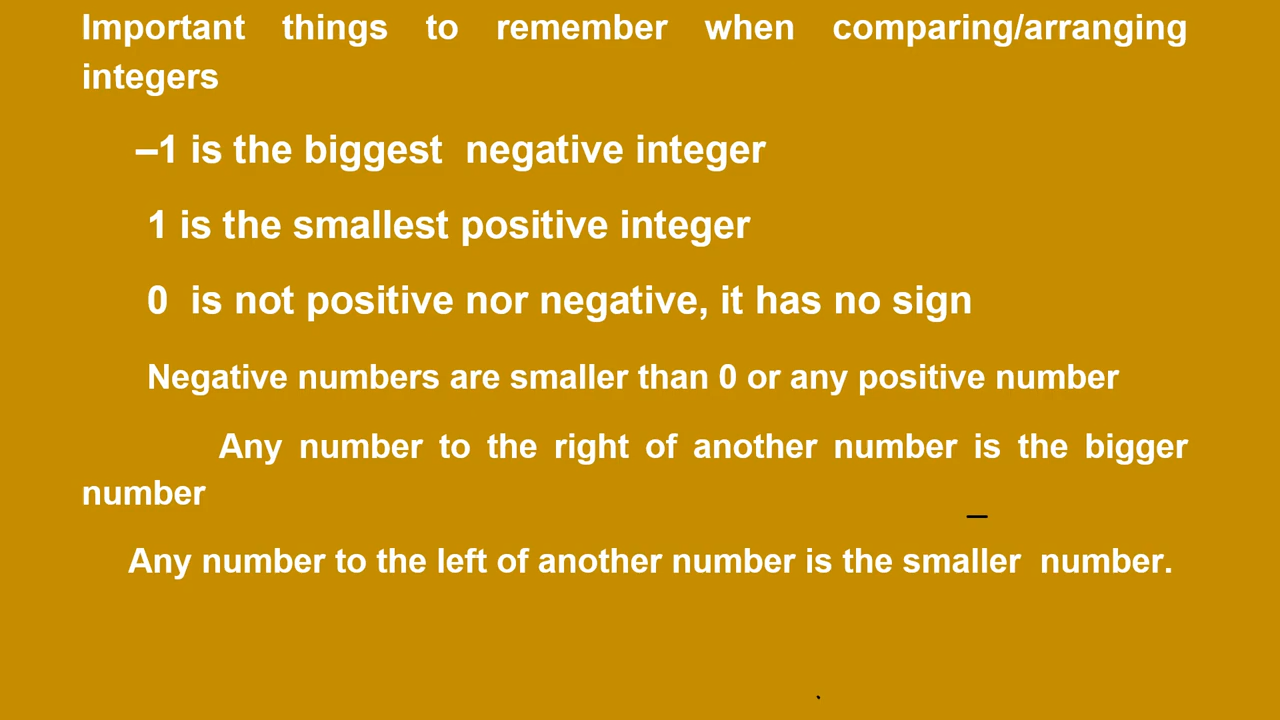 Important things to remember when comparing/arranging
integers
–1 is the biggest negative integer
1 is the smallest positive integer
0 is not positive nor negative, it has no sign
Negative numbers are smaller than 0 or any positive number
Any number to the right of another number is the bigger
number
Any number to the left of another number is the smaller number.